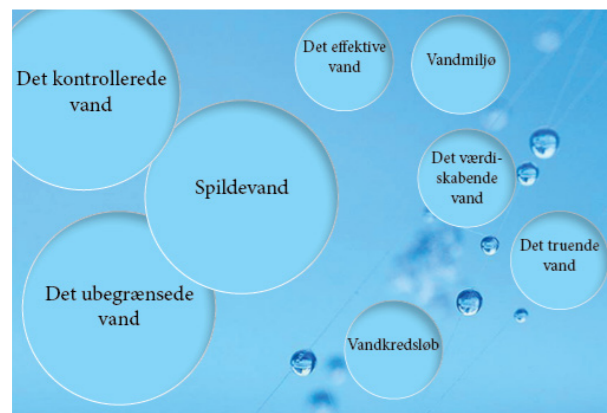 Det kontrollerede
vand
Det effektive
vand
Vandmiljø
Spildevand
Det værdi-
skabende
vand
Det truende
vand
Det ubegrænsede
vand
Vandkredsløb